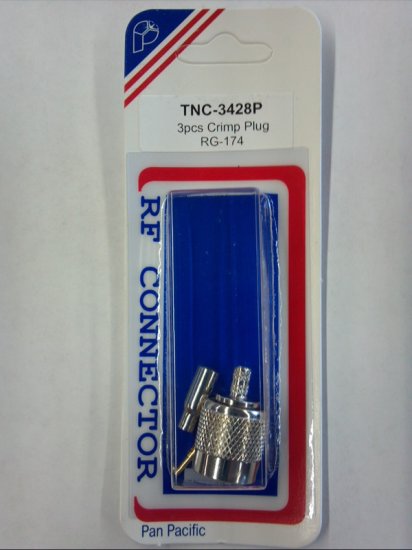 TNC-3428P
3pcs Crimp Plug
RG-174
RF CONNECTOR
Pan Pacific